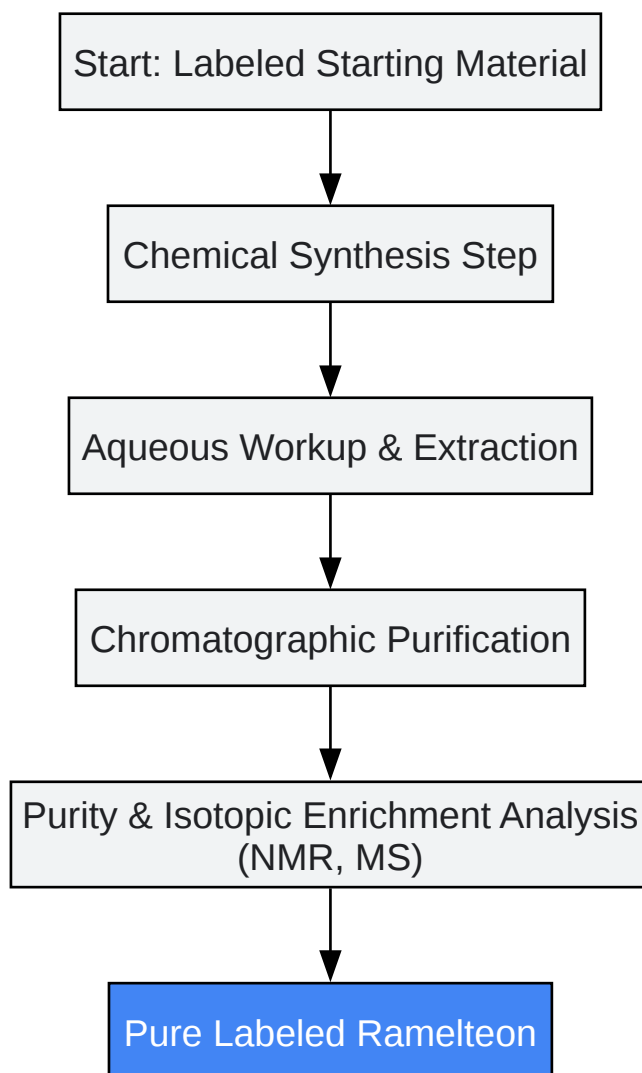 Start: Labeled Starting Material
Chemical Synthesis Step
Aqueous Workup & Extraction
Chromatographic Purification
Purity & Isotopic Enrichment Analysis
(NMR, MS)
Pure Labeled Ramelteon